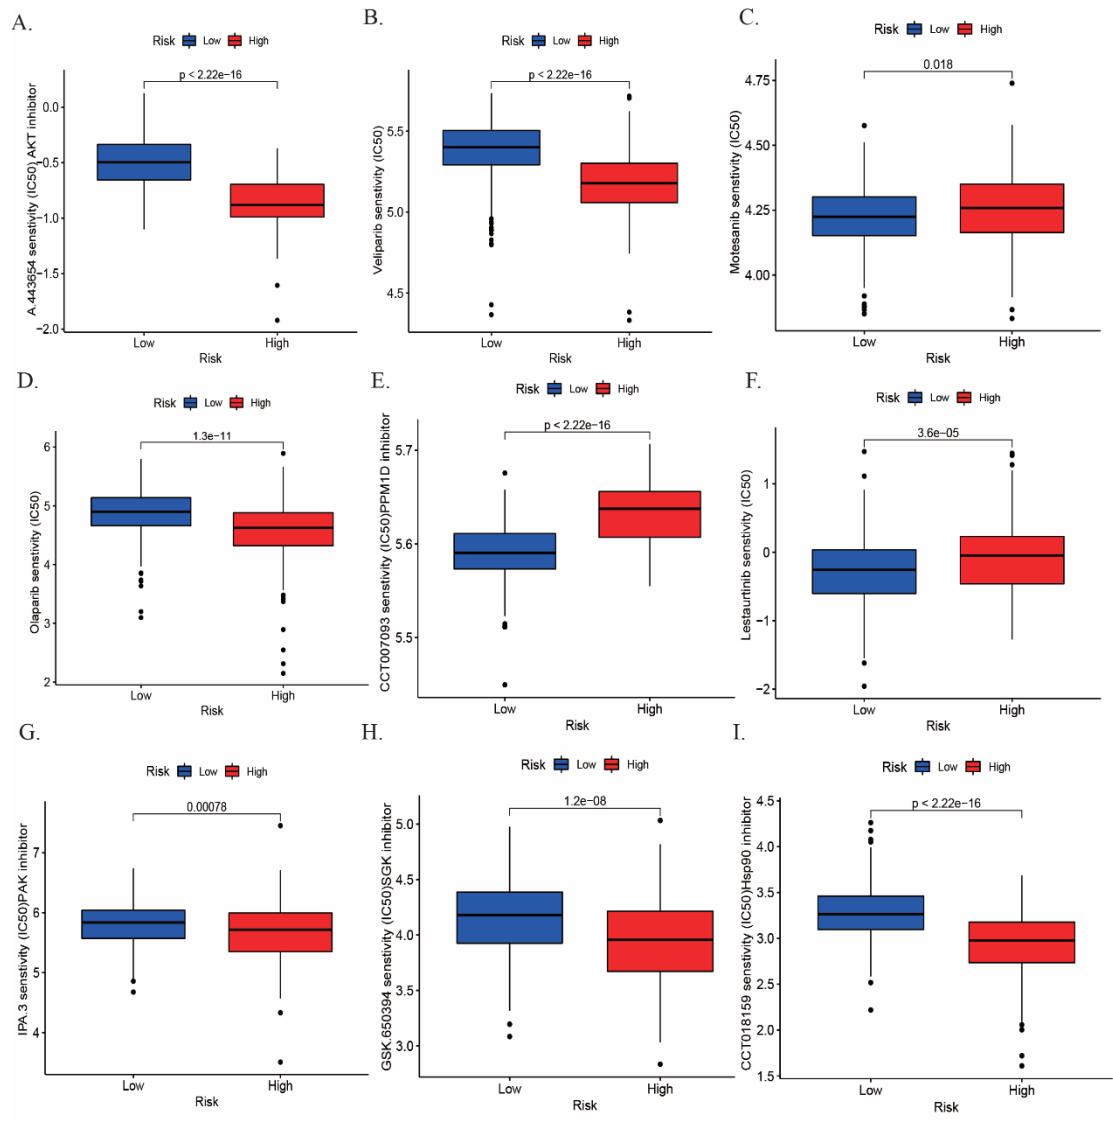 A.
Risk Low High
p < 2.22e−16
A.443654 senstivity (IC50) AKT inhibitor
0.0
−0.5
−1.0
−1.5
−2.0
Low High
Risk
B.
Risk Low High
p < 2.22e−16
Veliparib senstivity (IC50)
5.5
5.0
4.5
Low High
Risk
C.
Risk Low High
0.018
Motesanib senstivity (IC50)
4.75
4.50
4.25
4.00
Low High
Risk
D.
Risk Low High
1.3e−11
Olaparib senstivity (IC50)
6
5
4
3
2
Low High
Risk
E.
Risk Low High
p < 2.22e−16
CCT007093 senstivity (IC50)PPM1D inhibitor
5.7
5.6
5.5
Low High
Risk
F.
Risk Low High
3.6e−05
Lestaurtinib senstivity (IC50)
1
0
−1
−2
Low High
Risk
G.
Risk Low High
0.00078
IPA.3 senstivity (IC50)PAK inhibitor
7
6
5
4
Low High
Risk
H.
Risk Low High
1.2e−08
GSK.650394 senstivity (IC50)SGK inhibitor
5.0
4.5
4.0
3.5
3.0
Low High
Risk
I.
Risk Low High
p < 2.22e−16
CCT018159 senstivity (IC50)Hsp90 inhibitor
4.5
4.0
3.5
3.0
2.5
2.0
1.5
Low High
Risk